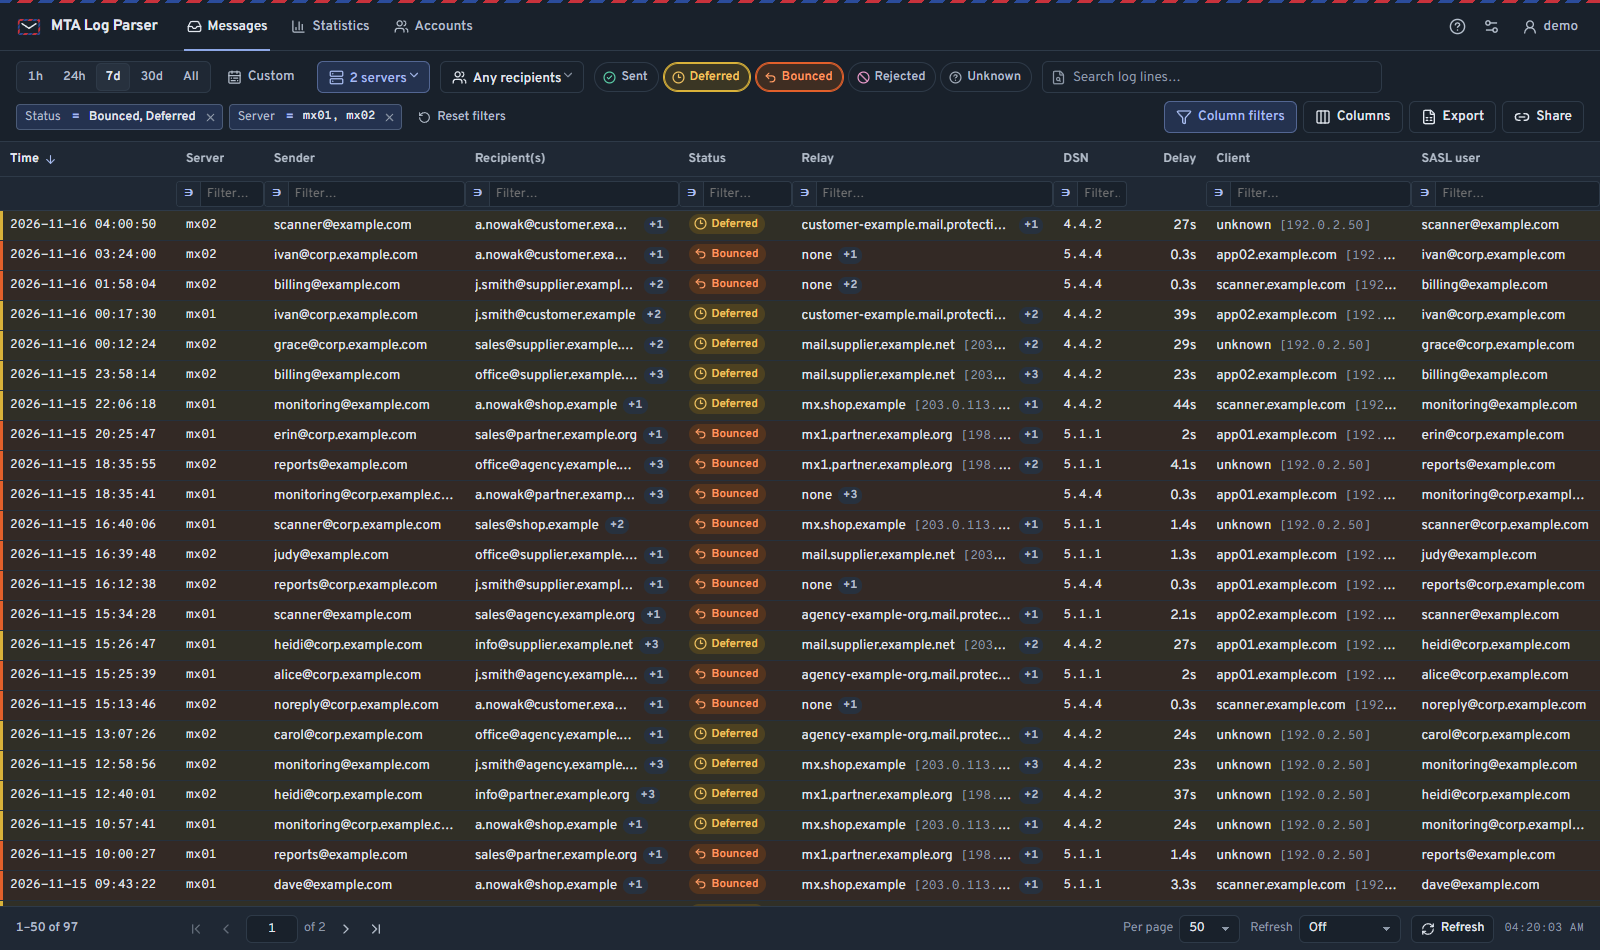 MTA Log Parser Messages Statistics Accounts demo
1h 24h 7d 30d All Custom 2 servers Any recipients Sent Deferred Bounced Rejected Unknown Search log lines...
Status = Bounced, Deferred Server = mx01, mx02 Reset filters Column filters Columns Export Share
Time Server Sender Recipient(s) Status Relay DSN Delay Client SASL user
Filter... Filter... Filter... Filter... Filter... Filter. Filter... Filter...
2026-11-16 04:00:50 mx02 scanner@example.com a.nowak@customer.exa... +1 Deferred customer-example.mail.protecti... +1 4.4.2 27s unknown [192.0.2.50] scanner@example.com
2026-11-16 03:24:00 mx02 ivan@corp.example.com a.nowak@customer.exa... +1 Bounced none +1 5.4.4 0.3s app02.example.com [192.... ivan@corp.example.com
2026-11-16 01:58:04 mx02 billing@example.com j.smith@supplier.exampl... +2 Bounced none +2 5.4.4 0.3s scanner.example.com [192... billing@example.com
2026-11-16 00:17:30 mx01 ivan@corp.example.com j.smith@customer.example +2 Deferred customer-example.mail.protecti... +1 4.4.2 39s app02.example.com [192.... ivan@corp.example.com
2026-11-16 00:12:24 mx02 grace@corp.example.com sales@supplier.example.... +2 Deferred mail.supplier.example.net [203... +2 4.4.2 29s unknown [192.0.2.50] grace@corp.example.com
2026-11-15 23:58:14 mx02 billing@example.com office@supplier.example.... +3 Deferred mail.supplier.example.net [203... +3 4.4.2 23s app02.example.com [192.... billing@example.com
2026-11-15 22:06:18 mx01 monitoring@example.com a.nowak@shop.example +1 Deferred mx.shop.example [203.0.113.... +1 4.4.2 44s scanner.example.com [192... monitoring@example.com
2026-11-15 20:25:47 mx01 erin@corp.example.com sales@partner.example.org +1 Bounced mx1.partner.example.org [198.... +1 5.1.1 2s app01.example.com [192.... erin@corp.example.com
2026-11-15 18:35:55 mx02 reports@example.com office@agency.example.... +3 Bounced mx1.partner.example.org [198.... +2 5.1.1 4.1s unknown [192.0.2.50] reports@example.com
2026-11-15 18:35:41 mx01 monitoring@corp.example.c... a.nowak@partner.examp... +3 Bounced none +3 5.4.4 0.3s app01.example.com [192.... monitoring@corp.exampl...
2026-11-15 16:40:06 mx01 scanner@corp.example.com sales@shop.example +2 Bounced mx.shop.example [203.0.113.... +1 5.1.1 1.4s unknown [192.0.2.50] scanner@corp.example.com
2026-11-15 16:39:48 mx02 judy@example.com office@supplier.example.... +1 Bounced mail.supplier.example.net [203... +1 5.1.1 1.3s app01.example.com [192.... judy@example.com
2026-11-15 16:12:38 mx02 reports@corp.example.com j.smith@supplier.exampl... +1 Bounced none +1 5.4.4 0.3s app01.example.com [192.... reports@corp.example.com
2026-11-15 15:34:28 mx01 scanner@example.com sales@agency.example.org +1 Bounced agency-example-org.mail.protec... +1 5.1.1 2.1s app02.example.com [192.... scanner@example.com
2026-11-15 15:26:47 mx01 heidi@corp.example.com info@supplier.example.net +3 Deferred mail.supplier.example.net [203... +2 4.4.2 27s app01.example.com [192.... heidi@corp.example.com
2026-11-15 15:25:39 mx01 alice@corp.example.com j.smith@agency.example.... +1 Bounced agency-example-org.mail.protec... +1 5.1.1 2s app01.example.com [192.... alice@corp.example.com
2026-11-15 15:13:46 mx02 noreply@corp.example.com a.nowak@customer.exa... +1 Bounced none +1 5.4.4 0.3s scanner.example.com [192... noreply@corp.example.com
2026-11-15 13:07:26 mx02 carol@corp.example.com office@agency.example.... +1 Deferred agency-example-org.mail.protec... +1 4.4.2 24s unknown [192.0.2.50] carol@corp.example.com
2026-11-15 12:58:56 mx02 monitoring@example.com j.smith@agency.example.... +3 Deferred mx.shop.example [203.0.113.... +3 4.4.2 23s unknown [192.0.2.50] monitoring@example.com
2026-11-15 12:40:01 mx02 heidi@corp.example.com info@partner.example.org +3 Deferred mx1.partner.example.org [198.... +2 4.4.2 37s unknown [192.0.2.50] heidi@corp.example.com
2026-11-15 10:57:41 mx01 monitoring@corp.example.c... a.nowak@shop.example +1 Deferred mx.shop.example [203.0.113.... +1 4.4.2 24s unknown [192.0.2.50] monitoring@corp.exampl...
2026-11-15 10:00:27 mx01 reports@example.com sales@partner.example.org +1 Bounced mx1.partner.example.org [198.... +1 5.1.1 1.4s unknown [192.0.2.50] reports@example.com
2026-11-15 09:43:22 mx01 dave@example.com a.nowak@shop.example +1 Bounced mx.shop.example [203.0.113.... +1 5.1.1 3.3s scanner.example.com [192... dave@example.com
1-50 of 97 1 of 2 Per page 50 Refresh Off Refresh 04:20:03 AM